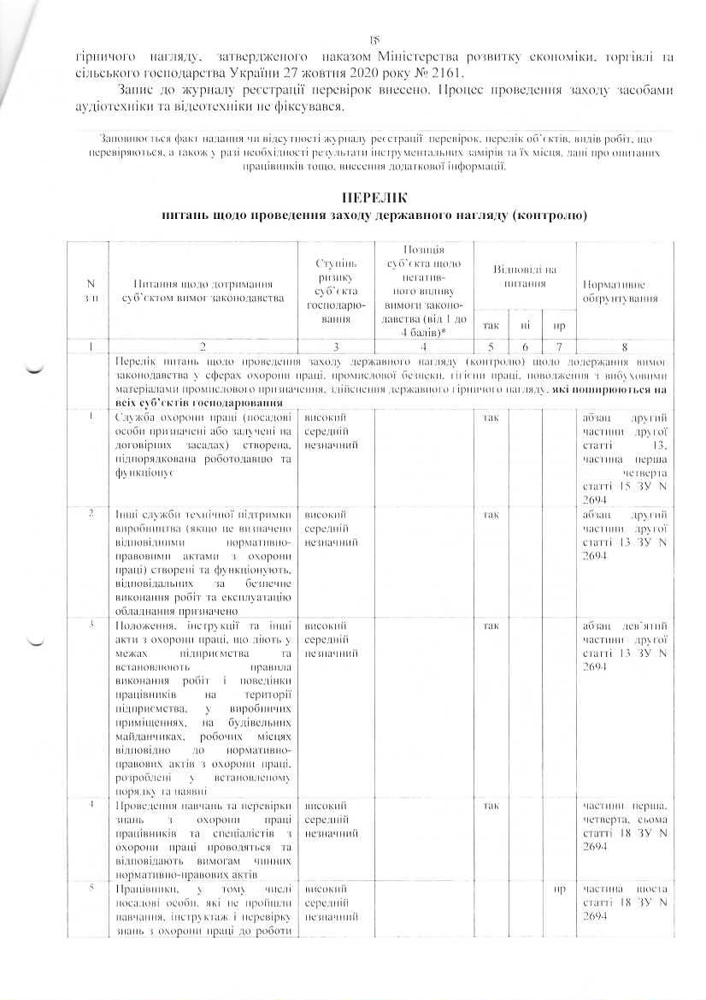 15
гірничого нагляду, затвердженого наказом Міністерства розвитку економіки, торгівлі та
сільського господарства України 27 жовтня 2020 року № 2161.
Запис до журналу реєстрації перевірок внесено. Процес проведення заходу засобами
аудіотехніки та відеотехніки не фіксувався.
Заповнюється факт надання чи відсутності журналу реєстрації перевірок, перелік об’єктів, видів робіт, що
перевіряються, а також у разі необхідності результати інструментальних замірів та їх місця, дані про опитаних
працівників тощо, внесення додаткової інформації.
ПЕРЕЛІК
питань щодо проведення заходу державного нагляду (контролю)
N
з п
Питання щодо дотримання
суб’єктом вимог законодавства
Ступінь
ризику
суб’єкта
господарю-
вання
Позиція
суб’єкта щодо
негатив-
ного впливу
вимоги законо-
давства (від 1 до
4 балів)*
Відповіді на
питання
так ні нр
Нормативне
обґрунтування
1 2 3 4 5 6 7 8
Перелік питань щодо проведення заходу державного нагляду (контролю) щодо додержання вимог
законодавства у сферах охорони праці, промислової безпеки, гігієни праці, поводження з вибуховими
матеріалами промислового призначення, здійснення державного гірничого нагляду, які поширюються на
всіх суб’єктів господарювання
1
Служба охорони праці (посадові
особи призначені або залучені на
договірних засадах) створена,
підпорядкована роботодавцю та
функціонує
високий
середній
незначний
так
абзац другий
частини другої
статті 13,
частина перша
четверта
статті 15 ЗУ N
2694
2
Інші служби технічної підтримки
виробництва (якщо це визначено
відповідними нормативно-
правовими актами з охорони
праці) створені та функціонують,
відповідальних за безпечне
виконання робіт та експлуатацію
обладнання призначено
високий
середній
незначний
так
абзац другий
частини другої
статті 13 ЗУ N
2694
3
Положення, інструкції та інші
акти з охорони праці, що діють у
межах підприємства та
встановлюють правила
виконання робіт і поведінки
працівників на території
підприємства, у виробничих
приміщеннях, на будівельних
майданчиках, робочих місцях
відповідно до нормативно-
правових актів з охорони праці,
розроблені у встановленому
порядку та наявні
високий
середній
незначний
так
абзац дев’ятий
частини другої
статті 13 ЗУ N
2694
4
Проведення навчань та перевірки
знань з охорони праці
працівників та спеціалістів з
охорони праці проводяться та
відповідають вимогам чинних
нормативно-правових актів
високий
середній
незначний
так
частини перша,
четверта, сьома
статті 18 ЗУ N
2694
5
Працівники, у тому числі
посадові особи, які не пройшли
навчання, інструктаж і перевірку
знань з охорони праці до роботи
високий
середній
незначний
нр
частина шоста
статті 18 ЗУ N
2694